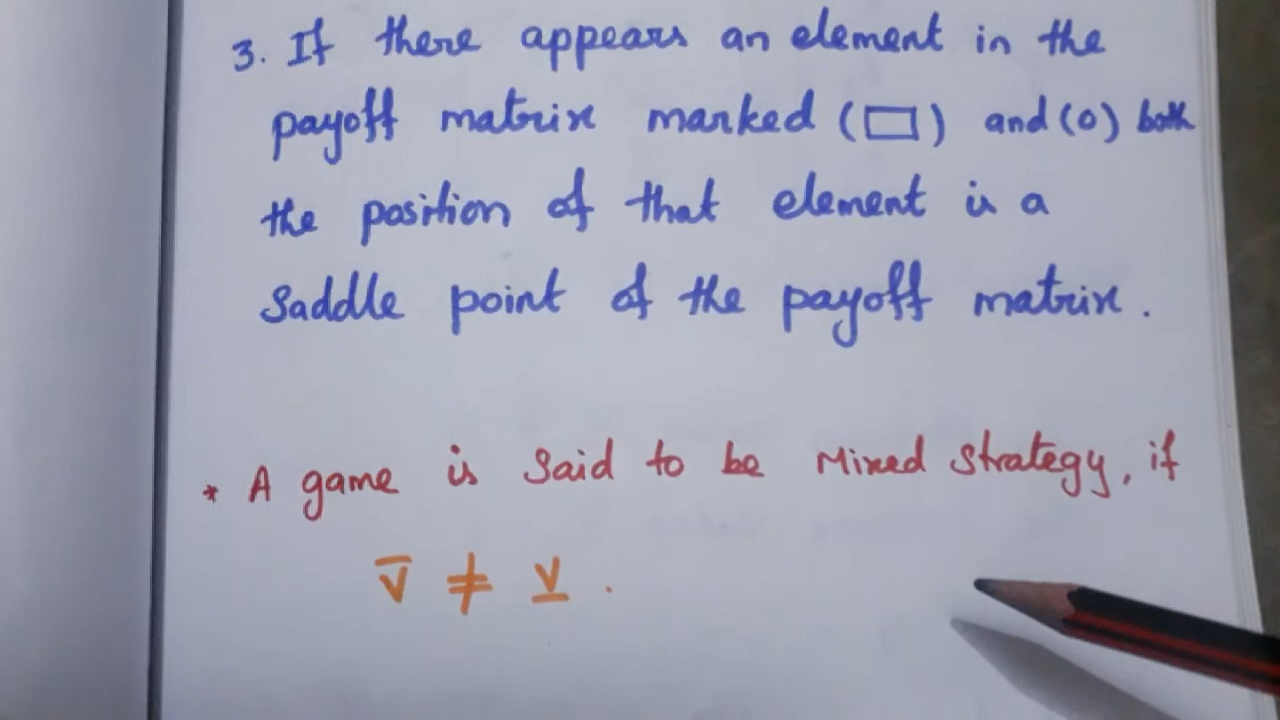 3. If there appears an element in the
payoff matrix marked (□) and (o) both
the position of that element is a
Saddle point of the payoff matrix.
* A game is said to be Mixed strategy, if
V̅ ≠ V̲ .